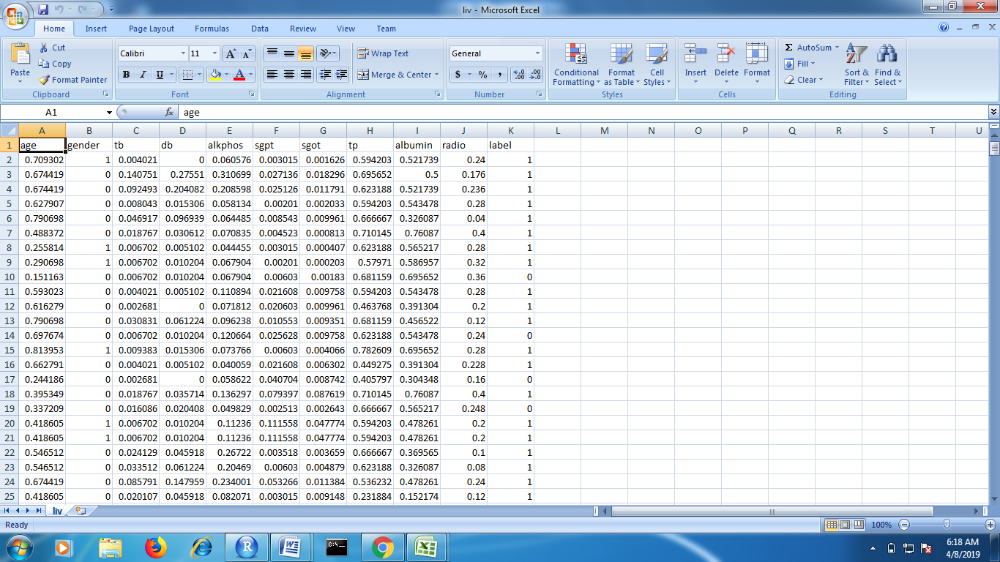 liv - Microsoft Excel
Home Insert Page Layout Formulas Data Review View Team
Paste Cut Copy Format Painter Clipboard
Calibri 11 A A B I U A Font
Wrap Text Merge & Center Alignment
General $ % , .0 .00 .00 .0 Number
Conditional Formatting Format as Table Cell Styles Styles
Insert Delete Format Cells
Σ AutoSum Fill Clear Sort & Filter Find & Select Editing
A1 fx age
A B C D E F G H I J K L M N O P Q R S T U
1 age gender tb db alkphos sgpt sgot tp albumin radio label
2 0.709302 1 0.004021 0 0.060576 0.003015 0.001626 0.594203 0.521739 0.24 1
3 0.674419 0 0.140751 0.27551 0.310699 0.027136 0.018296 0.695652 0.5 0.176 1
4 0.674419 0 0.092493 0.204082 0.208598 0.025126 0.011791 0.623188 0.521739 0.236 1
5 0.627907 0 0.008043 0.015306 0.058134 0.00201 0.002033 0.594203 0.543478 0.28 1
6 0.790698 0 0.046917 0.096939 0.064485 0.008543 0.009961 0.666667 0.326087 0.04 1
7 0.488372 0 0.018767 0.030612 0.070835 0.004523 0.000813 0.710145 0.76087 0.4 1
8 0.255814 1 0.006702 0.005102 0.044455 0.003015 0.000407 0.623188 0.565217 0.28 1
9 0.290698 1 0.006702 0.010204 0.067904 0.00201 0.000203 0.57971 0.586957 0.32 1
10 0.151163 0 0.006702 0.010204 0.067904 0.00603 0.00183 0.681159 0.695652 0.36 0
11 0.593023 0 0.004021 0.005102 0.110894 0.021608 0.009758 0.594203 0.543478 0.28 1
12 0.616279 0 0.002681 0 0.071812 0.020603 0.009961 0.463768 0.391304 0.2 1
13 0.790698 0 0.030831 0.061224 0.096238 0.010553 0.009351 0.681159 0.456522 0.12 1
14 0.697674 0 0.006702 0.010204 0.120664 0.025628 0.009758 0.623188 0.543478 0.24 0
15 0.813953 1 0.009383 0.015306 0.073766 0.00603 0.004066 0.782609 0.695652 0.28 1
16 0.662791 0 0.004021 0.005102 0.040059 0.021608 0.006302 0.449275 0.391304 0.228 1
17 0.244186 0 0.002681 0 0.058622 0.040704 0.008742 0.405797 0.304348 0.16 0
18 0.395349 0 0.018767 0.035714 0.136297 0.079397 0.087619 0.710145 0.76087 0.4 1
19 0.337209 0 0.016086 0.020408 0.049829 0.002513 0.002643 0.666667 0.565217 0.248 0
20 0.418605 1 0.006702 0.010204 0.11236 0.111558 0.047774 0.594203 0.478261 0.2 1
21 0.418605 1 0.006702 0.010204 0.11236 0.111558 0.047774 0.594203 0.478261 0.2 1
22 0.546512 0 0.024129 0.045918 0.26722 0.003518 0.003659 0.666667 0.369565 0.1 1
23 0.546512 0 0.033512 0.061224 0.20469 0.00603 0.004879 0.623188 0.326087 0.08 1
24 0.674419 0 0.085791 0.147959 0.234001 0.053266 0.011384 0.536232 0.478261 0.24 1
25 0.418605 0 0.020107 0.045918 0.082071 0.003015 0.009148 0.231884 0.152174 0.12 1
liv
Ready 100%
6:18 AM
4/8/2019